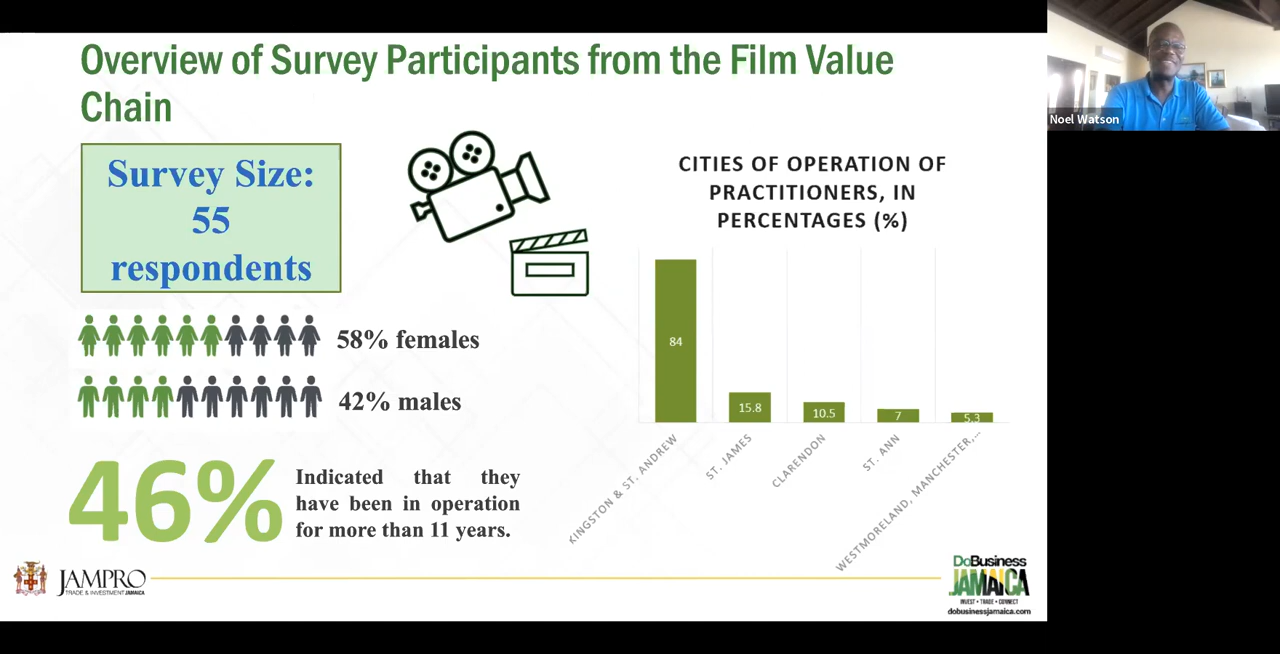 Overview of Survey Participants from the Film Value
Chain
Survey Size:
55
respondents
58% females
42% males
46%
Indicated that they
have been in operation
for more than 11 years.
CITIES OF OPERATION OF
PRACTITIONERS, IN
PERCENTAGES (%)
84
15.8
10.5
7
5.3
KINGSTON & ST. ANDREW
ST. JAMES
CLARENDON
ST. ANN
WESTMORELAND, MANCHESTER,...
JAMPRO
TRADE & INVESTMENT JAMAICA
DoBusiness
JAMAICA
INVEST • TRADE • CONNECT
dobusinessjamaica.com
Noel Watson